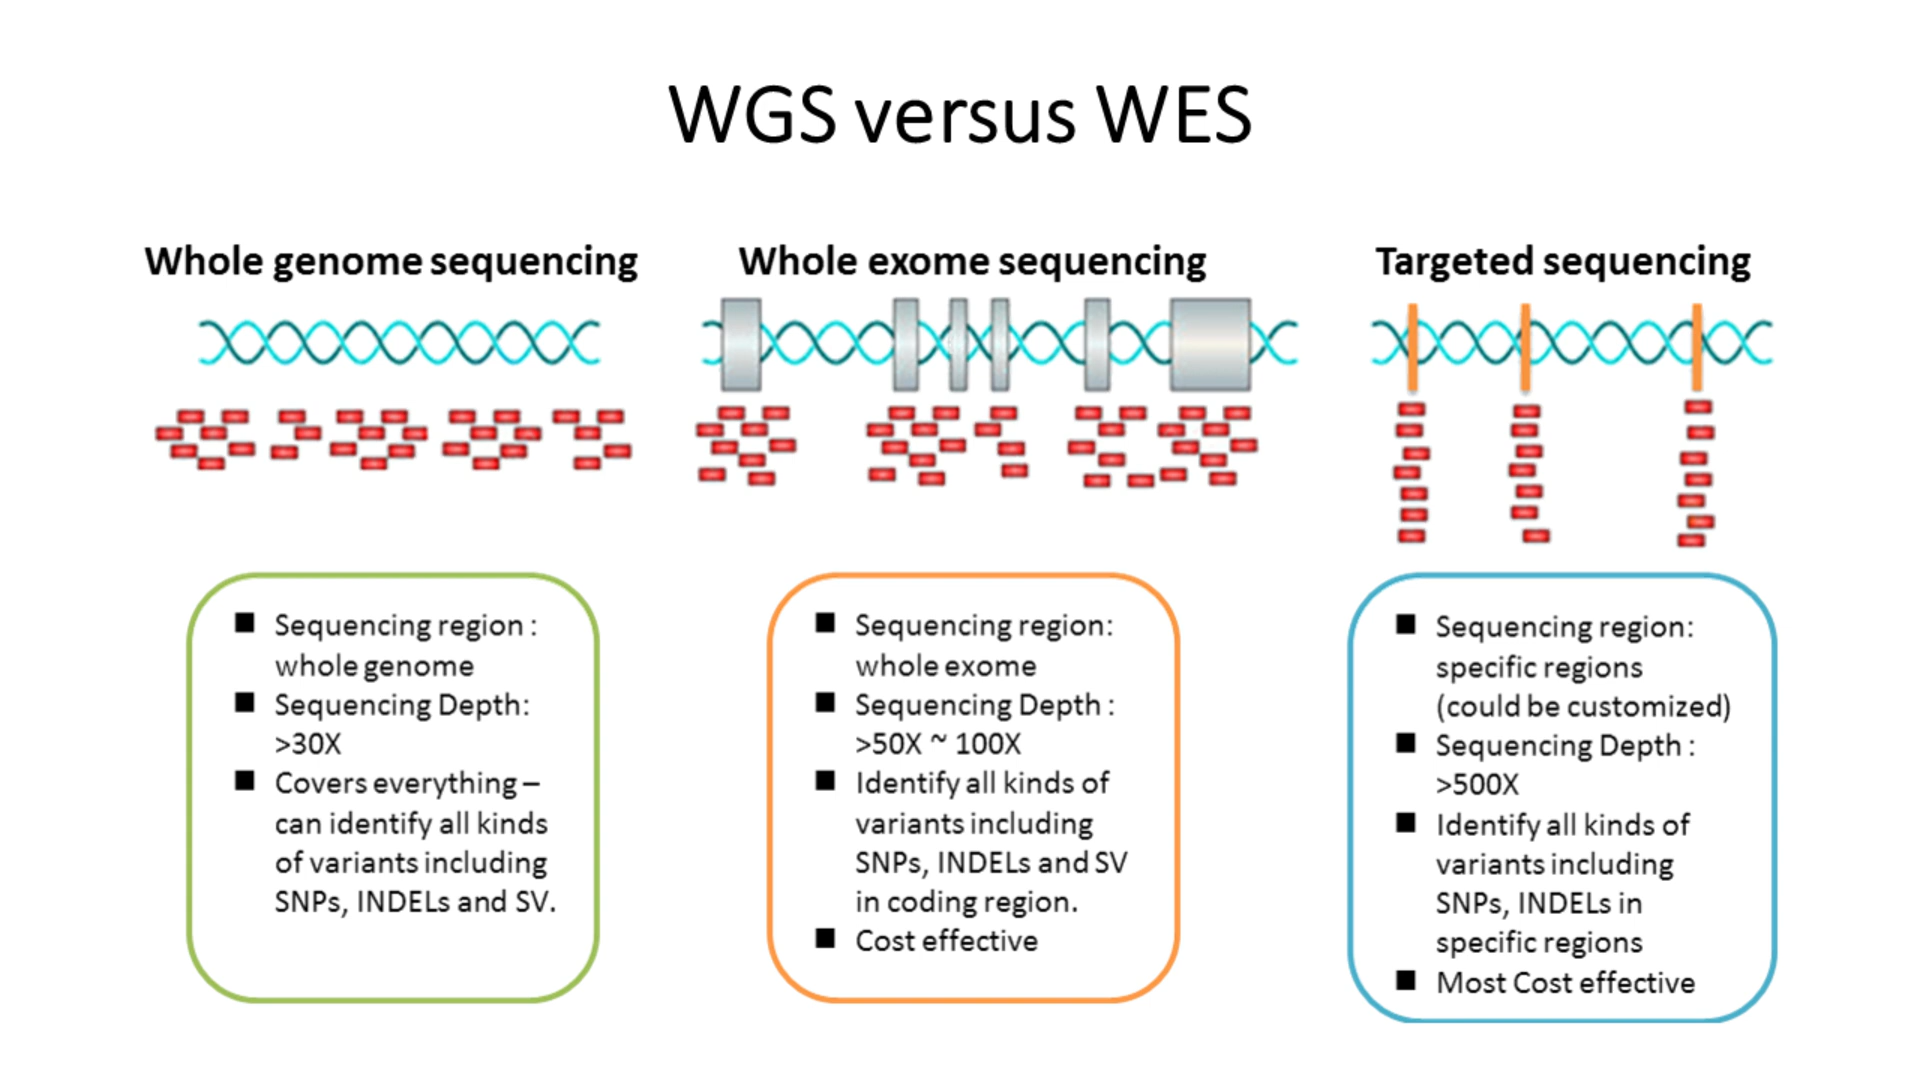 WGS versus WES
Whole genome sequencing
Whole exome sequencing
Targeted sequencing
■ Sequencing region :
whole genome
■ Sequencing Depth:
>30X
■ Covers everything –
can identify all kinds
of variants including
SNPs, INDELs and SV.
■ Sequencing region:
whole exome
■ Sequencing Depth :
>50X ~ 100X
■ Identify all kinds of
variants including
SNPs, INDELs and SV
in coding region.
■ Cost effective
■ Sequencing region:
specific regions
(could be customized)
■ Sequencing Depth :
>500X
■ Identify all kinds of
variants including
SNPs, INDELs in
specific regions
■ Most Cost effective